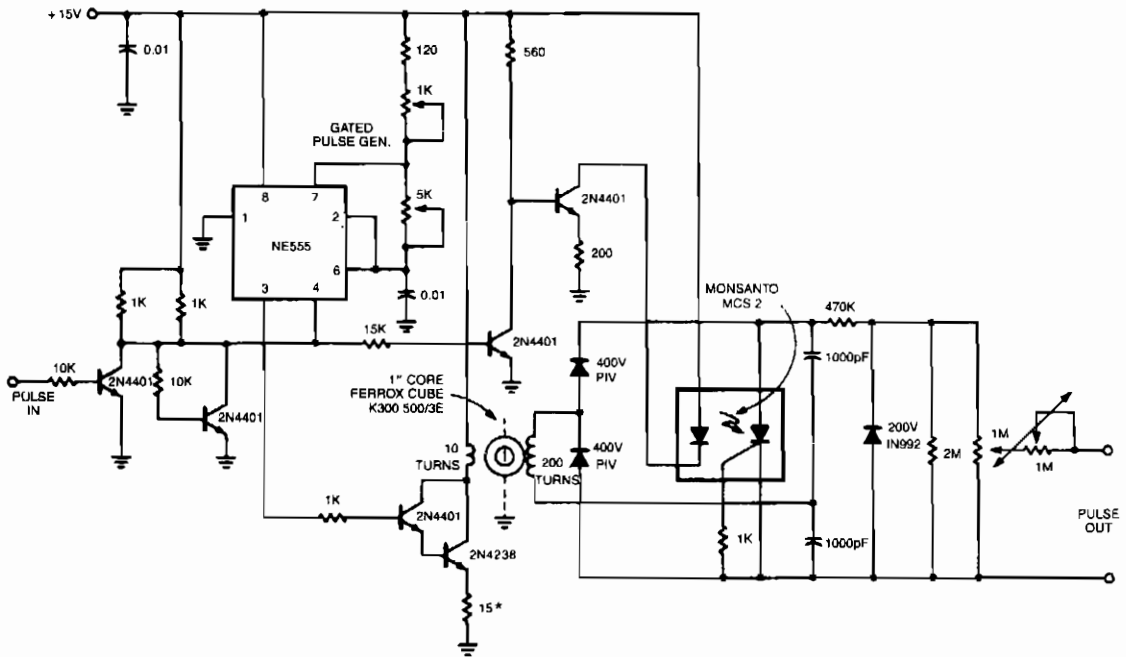 + 15V
0.01
120
560
1K
GATED
PULSE GEN.
8
7
5K
2N4401
1
2
NE555
200
6
3
4
0.01
MONSANTO
MCS 2
1K
1K
470K
15K
2N4401
10K
2N4401
10K
PULSE
IN
2N4401
1" CORE
FERROX CUBE
K300 500/3E
400V
PIV
1000pF
10
TURNS
200
TURNS
400V
PIV
200V
IN992
2M
1M
1M
1K
2N4401
2N4238
1K
1000pF
PULSE
OUT
15*